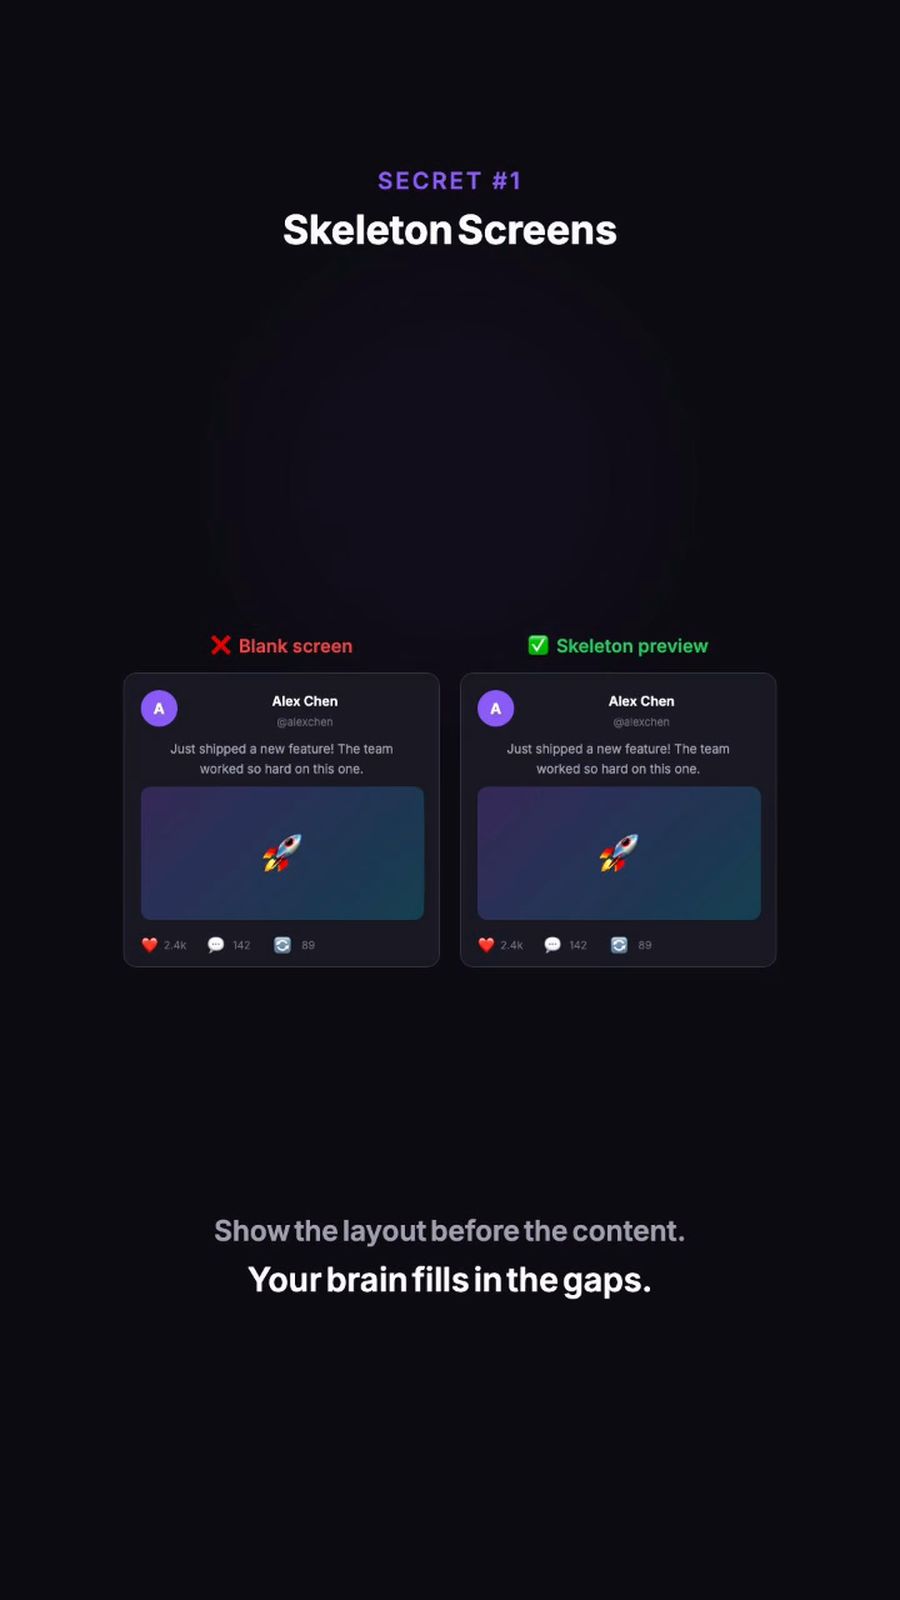 SECRET #1
Skeleton Screens
❌ Blank screen
A
Alex Chen
@alexchen
Just shipped a new feature! The team
worked so hard on this one.
❤️ 2.4k 💬 142 🔄 89
✅ Skeleton preview
A
Alex Chen
@alexchen
Just shipped a new feature! The team
worked so hard on this one.
❤️ 2.4k 💬 142 🔄 89
Show the layout before the content.
Your brain fills in the gaps.